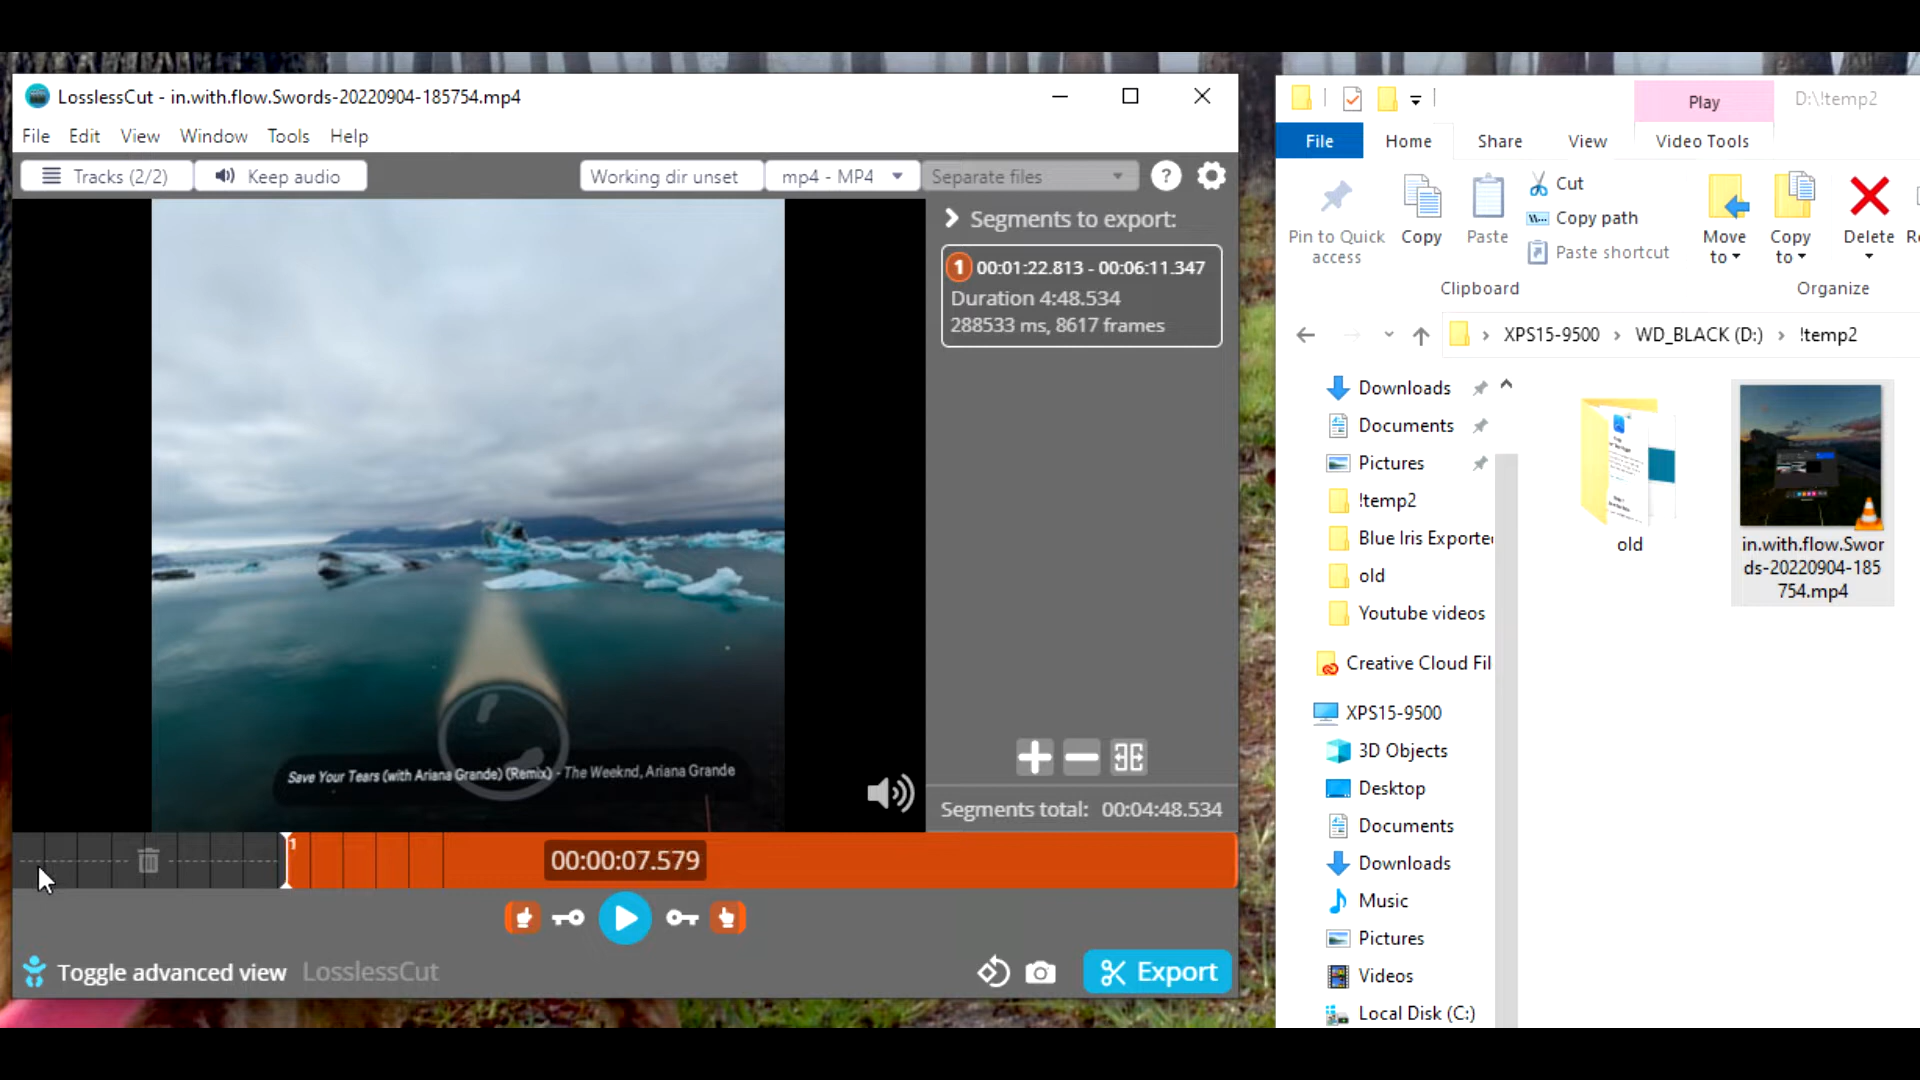 LosslessCut - in.with.flow.Swords-20220904-185754.mp4
File Edit View Window Tools Help
Tracks (2/2) Keep audio Working dir unset mp4 - MP4 Separate files ?
Segments to export:
1 00:01:22.813 - 00:06:11.347
Duration 4:48.534
288533 ms, 8617 frames
Save Your Tears (with Ariana Grande) (Remix) - The Weeknd, Ariana Grande
Segments total: 00:04:48.534
1
00:00:07.579
Toggle advanced view LosslessCut Export
Play D:\!temp2
File Home Share View Video Tools
Pin to Quick access
Copy
Paste
Cut
Copy path
Paste shortcut
Clipboard
Move to
Copy to
Delete
Organize
XPS15-9500 › WD_BLACK (D:) › !temp2
Downloads
Documents
Pictures
!temp2
Blue Iris Exporte
old
Youtube videos
Creative Cloud Fil
XPS15-9500
3D Objects
Desktop
Documents
Downloads
Music
Pictures
Videos
Local Disk (C:)
old
in.with.flow.Swor
ds-20220904-185
754.mp4